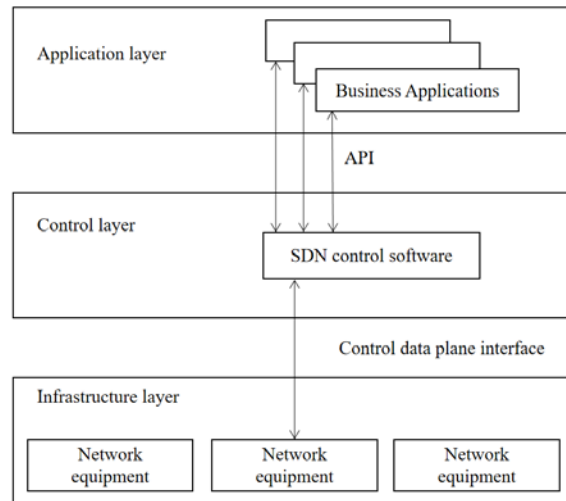 Application layer
Business Applications
API
Control layer
SDN control software
Control data plane interface
Infrastructure layer
Network
equipment
Network
equipment
Network
equipment